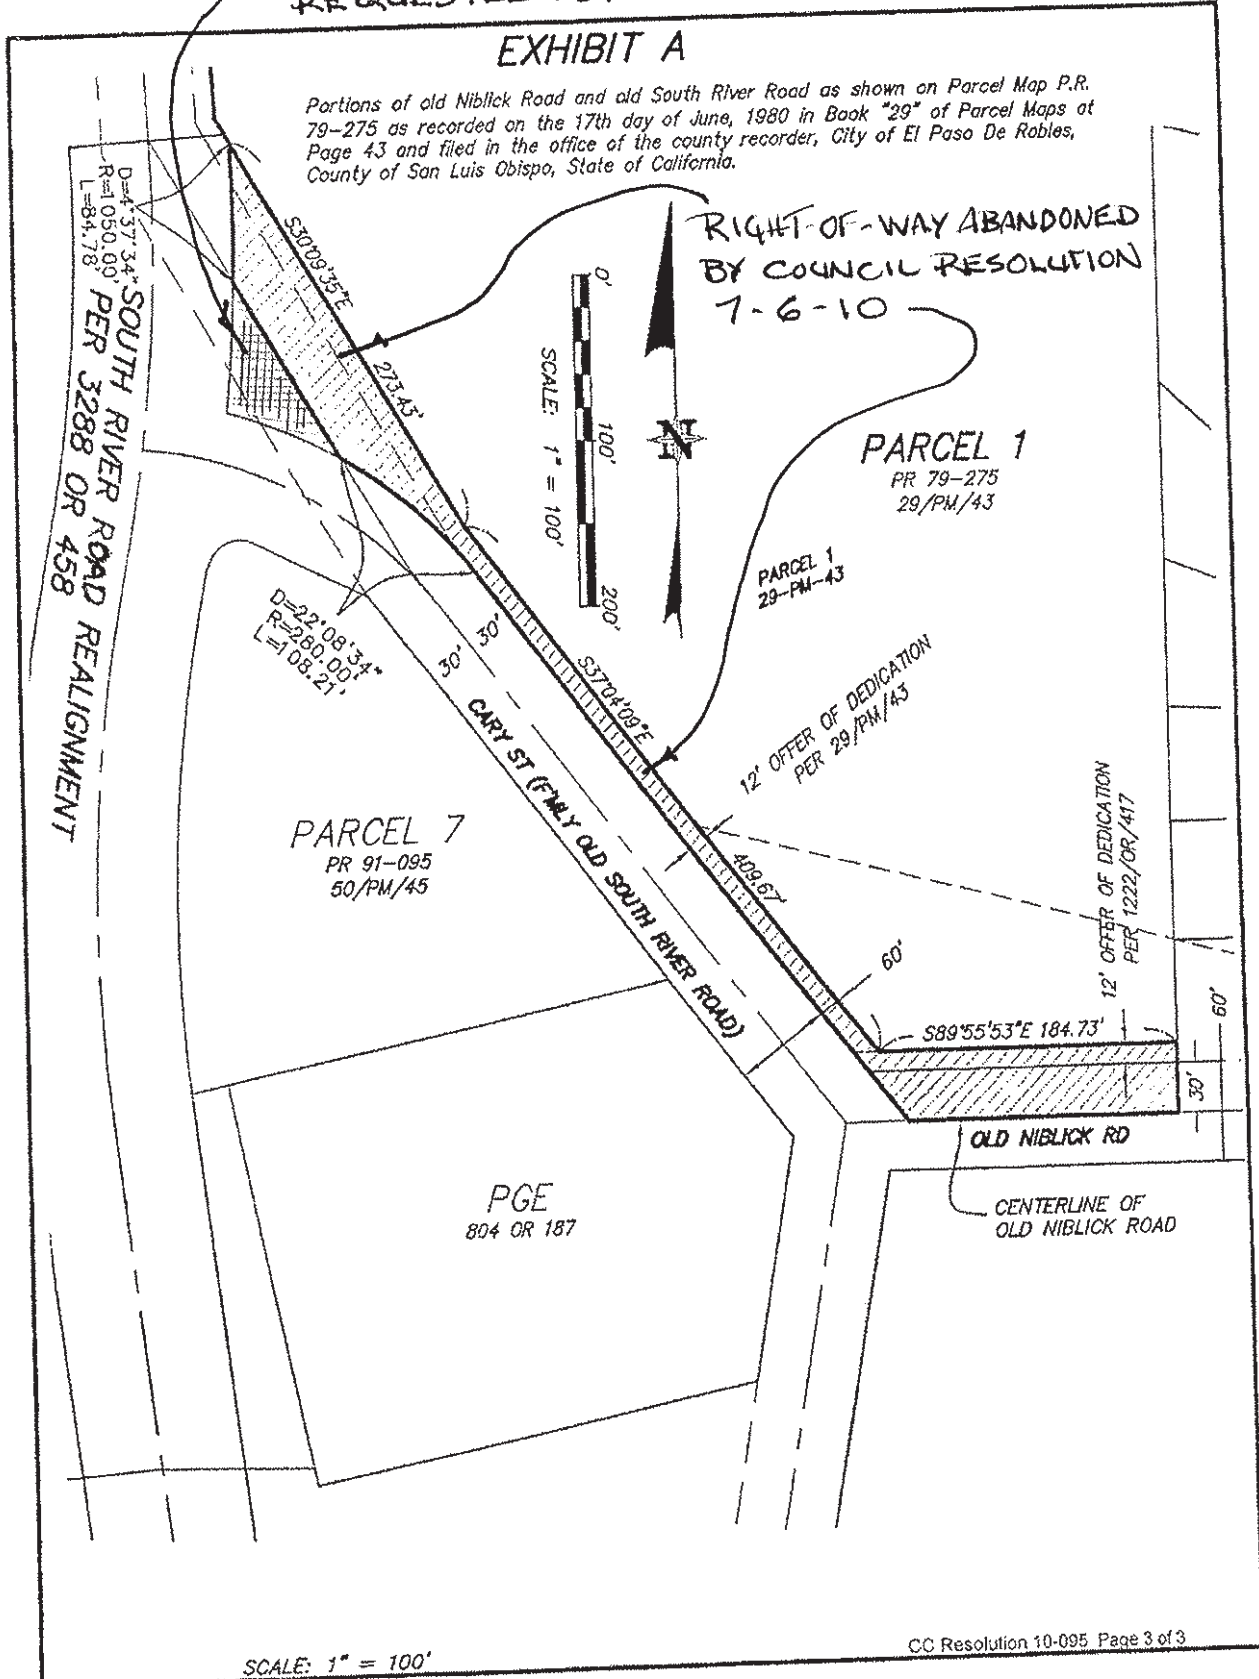 EXHIBIT A
Portions of old Niblick Road and old South River Road as shown on Parcel Map P.R.
79-275 as recorded on the 17th day of June, 1980 in Book "29" of Parcel Maps at
Page 43 and filed in the office of the county recorder, City of El Paso De Robles,
County of San Luis Obispo, State of California.
RIGHT-OF-WAY ABANDONED
BY COUNCIL RESOLUTION
7-6-10
D=4°37'34"
R=1050.00'
L=84.78'
SOUTH RIVER ROAD REALIGNMENT
PER 3288 OR 458
S30°09'35"E
273.43'
0'
100'
200'
SCALE: 1" = 100'
N
PARCEL 1
PR 79-275
29/PM/43
PARCEL 1
29-PM-43
D=22°08'34"
R=280.00'
L=108.21'
30'
30'
S37°04'09"E
409.67'
12' OFFER OF DEDICATION
PER 29/PM/43
CARY ST (F'MLY OLD SOUTH RIVER ROAD)
12' OFFER OF DEDICATION
PER 1222/OR/417
PARCEL 7
PR 91-095
50/PM/45
60'
S89°55'53"E 184.73'
60'
30'
OLD NIBLICK RD
CENTERLINE OF
OLD NIBLICK ROAD
PGE
804 OR 187
CC Resolution 10-095 Page 3 of 3
SCALE: 1" = 100'